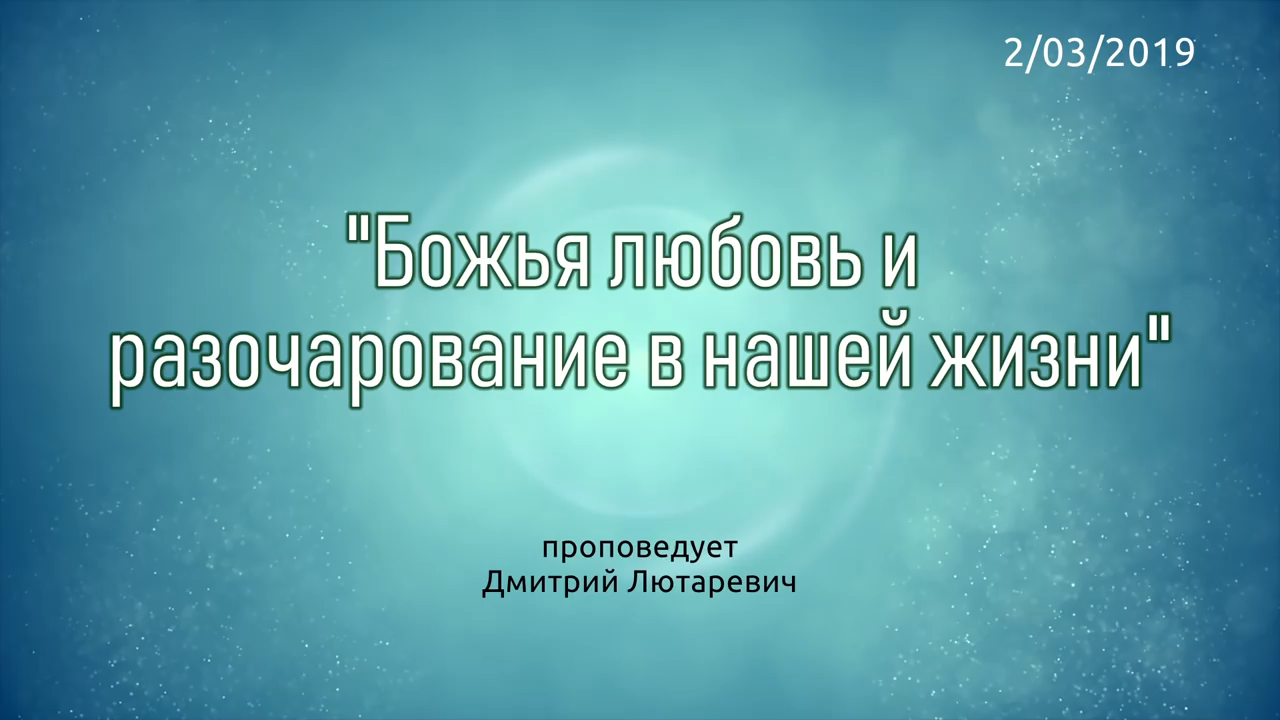 2/03/2019
"Божья любовь и
разочарование в нашей жизни"
проповедует
Дмитрий Лютаревич